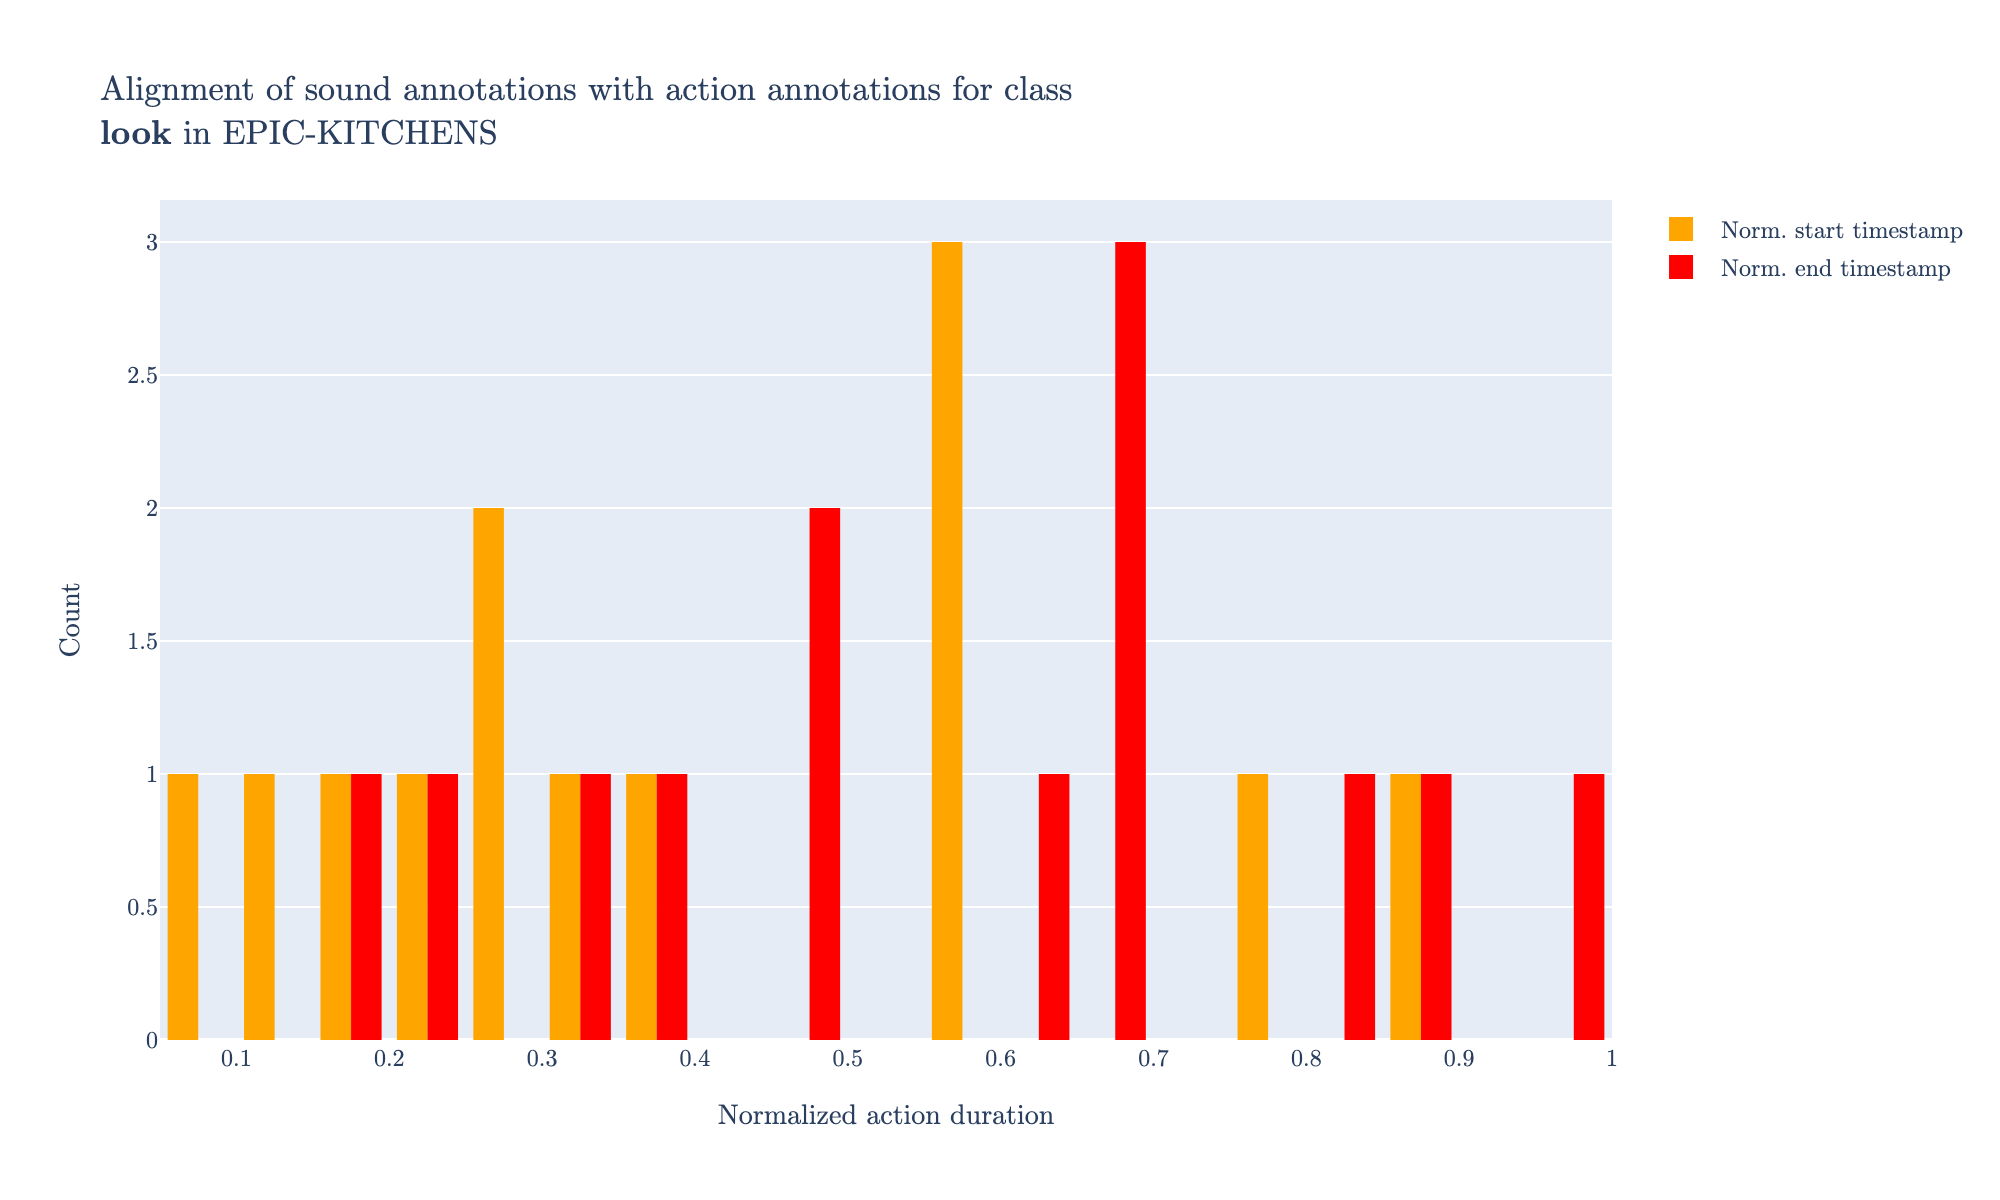 Alignment of sound annotations with action annotations for class
look in EPIC-KITCHENS
Norm. start timestamp
Norm. end timestamp
3
2.5
2
1.5
1
0.5
0
Count
0.1 0.2 0.3 0.4 0.5 0.6 0.7 0.8 0.9 1
Normalized action duration